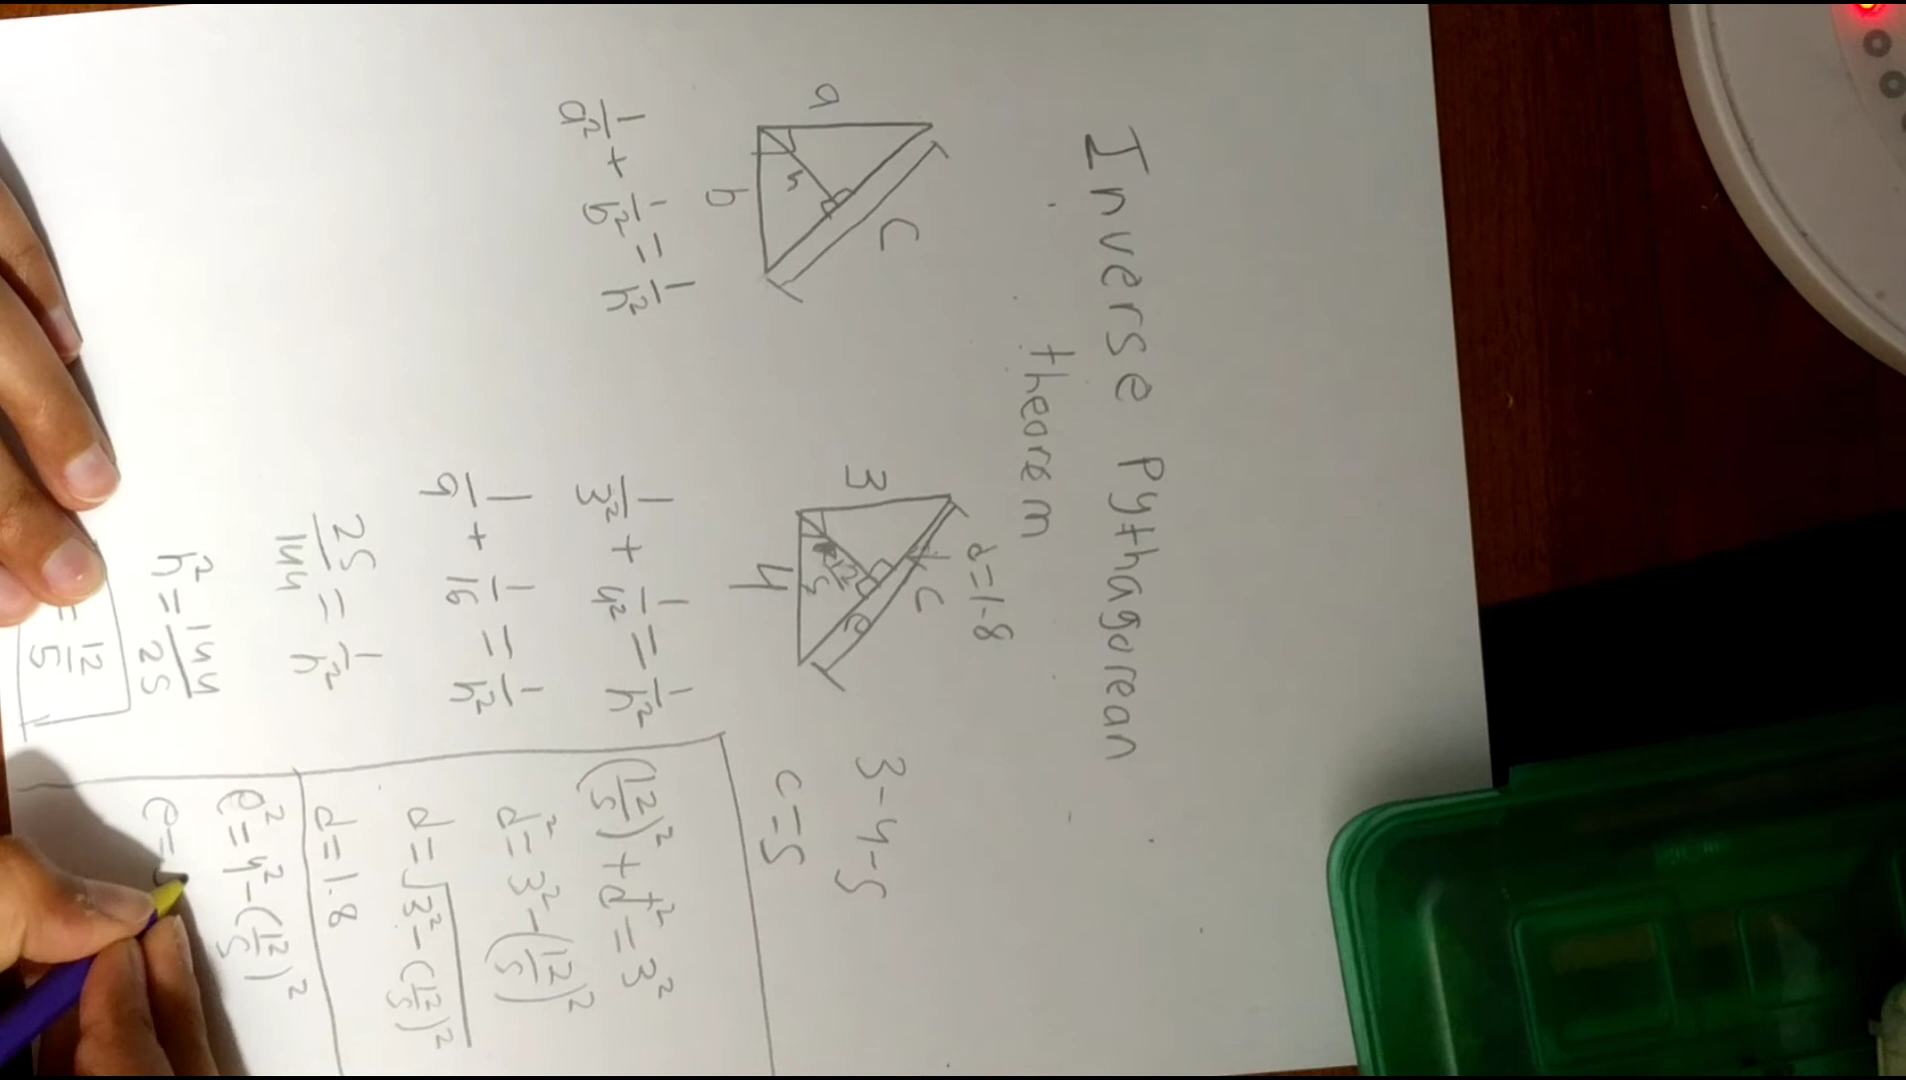 Inverse Pythagorean
theorem
a
h
b
c
1/a² + 1/b² = 1/h²
3
4
12/5
c
e
d=1.8
1/3² + 1/4² = 1/h²
1/9 + 1/16 = 1/h²
25/144 = 1/h²
h² = 144/25
= 12/5
3-4-5
c=5
(12/5)² + d² = 3²
d² = 3² - (12/5)²
d = √3² - (12/5)²
d=1.8
e² = 4² - (12/5)²
e=